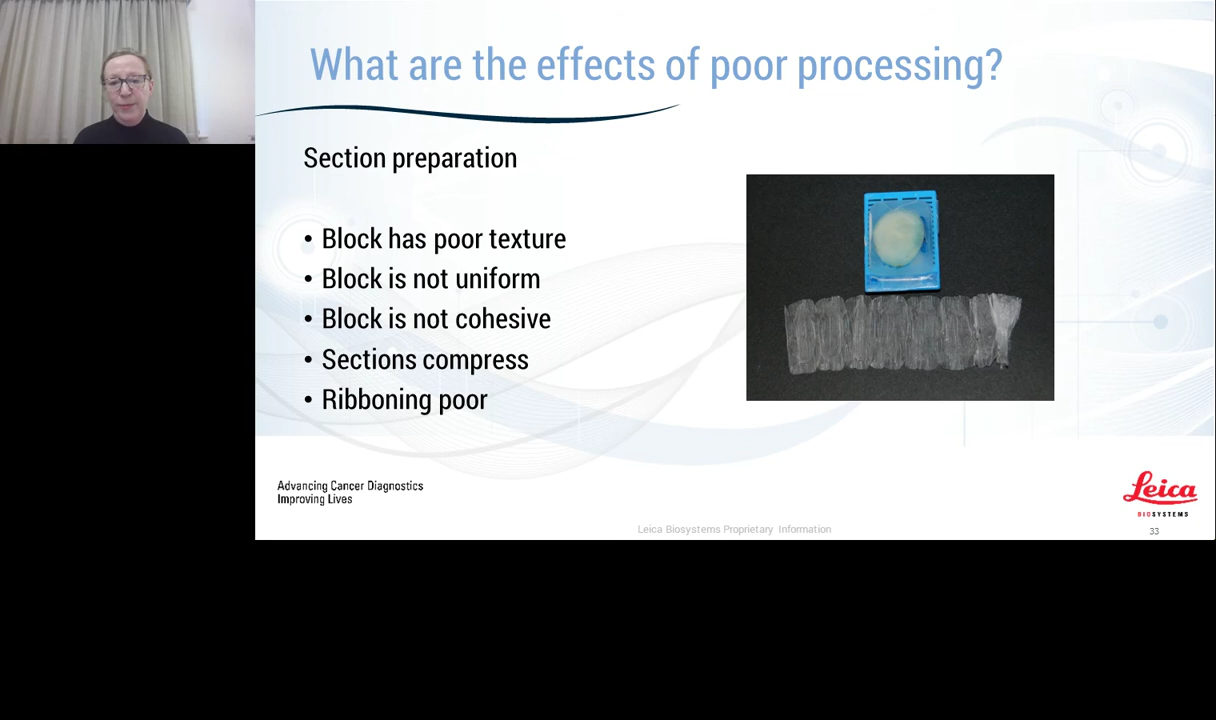 What are the effects of poor processing?
Section preparation
• Block has poor texture
• Block is not uniform
• Block is not cohesive
• Sections compress
• Ribboning poor
Advancing Cancer Diagnostics
Improving Lives
Leica
BIOSYSTEMS
Leica Biosystems Proprietary Information
33